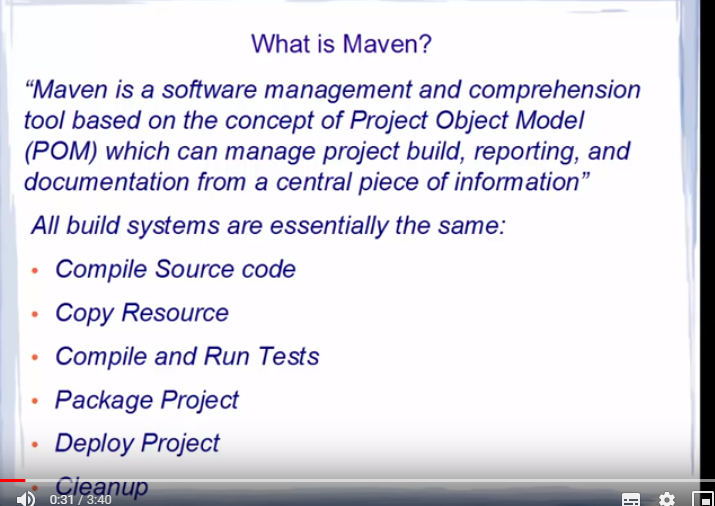 What is Maven?
“Maven is a software management and comprehension
tool based on the concept of Project Object Model
(POM) which can manage project build, reporting, and
documentation from a central piece of information”
All build systems are essentially the same:
• Compile Source code
• Copy Resource
• Compile and Run Tests
• Package Project
• Deploy Project
• Cleanup
0:31 / 3:40